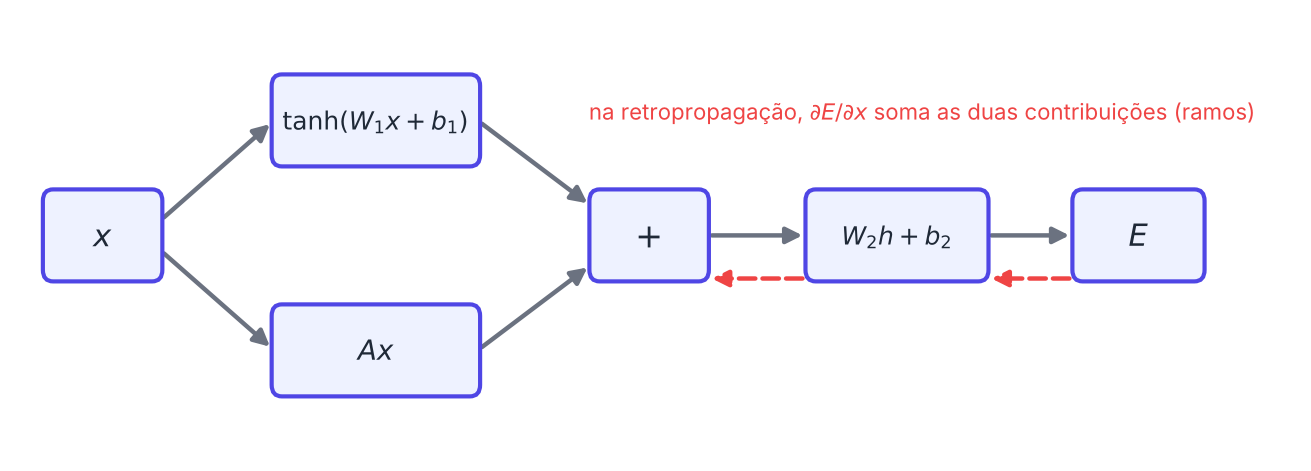 tanh(W₁x + b₁)
na retropropagação, ∂E/∂x soma as duas contribuições (ramos)
x
+
W₂h + b₂
E
Ax